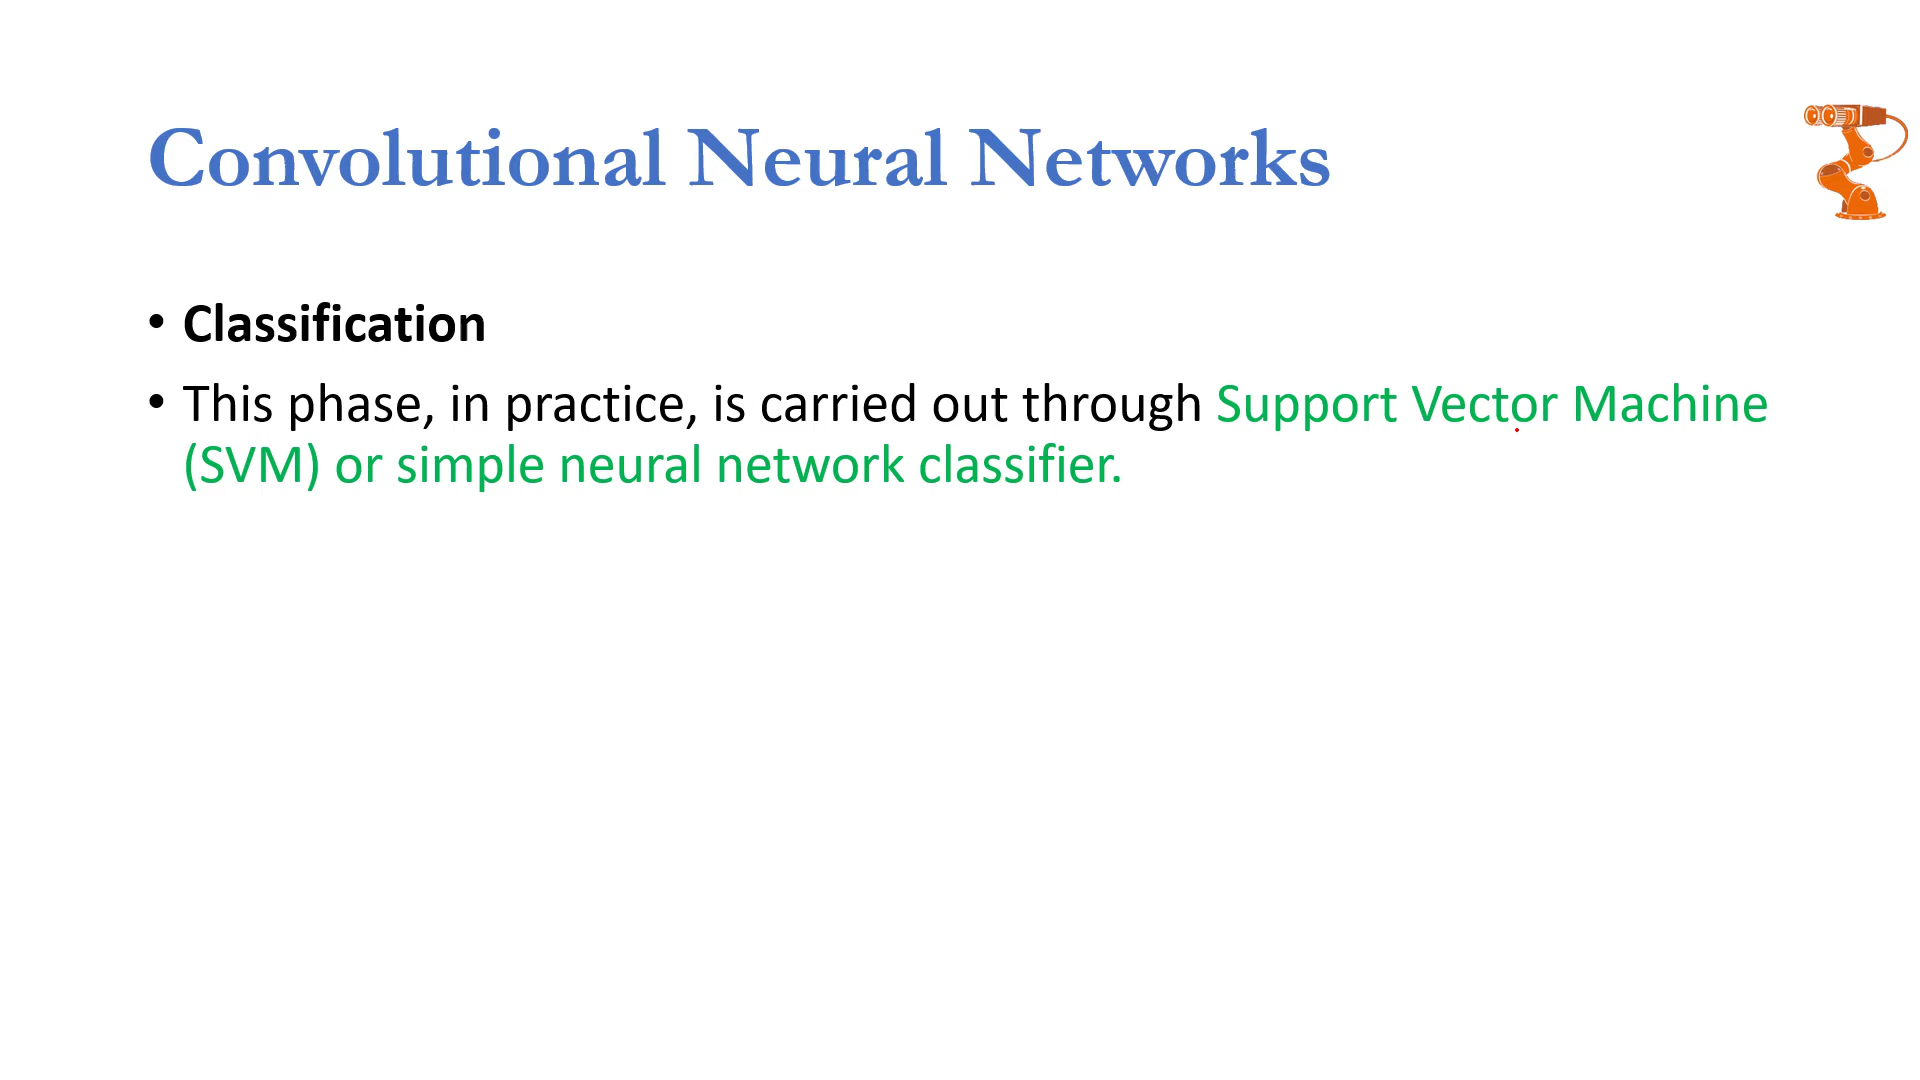 Convolutional Neural Networks
• Classification
• This phase, in practice, is carried out through Support Vector Machine
(SVM) or simple neural network classifier.